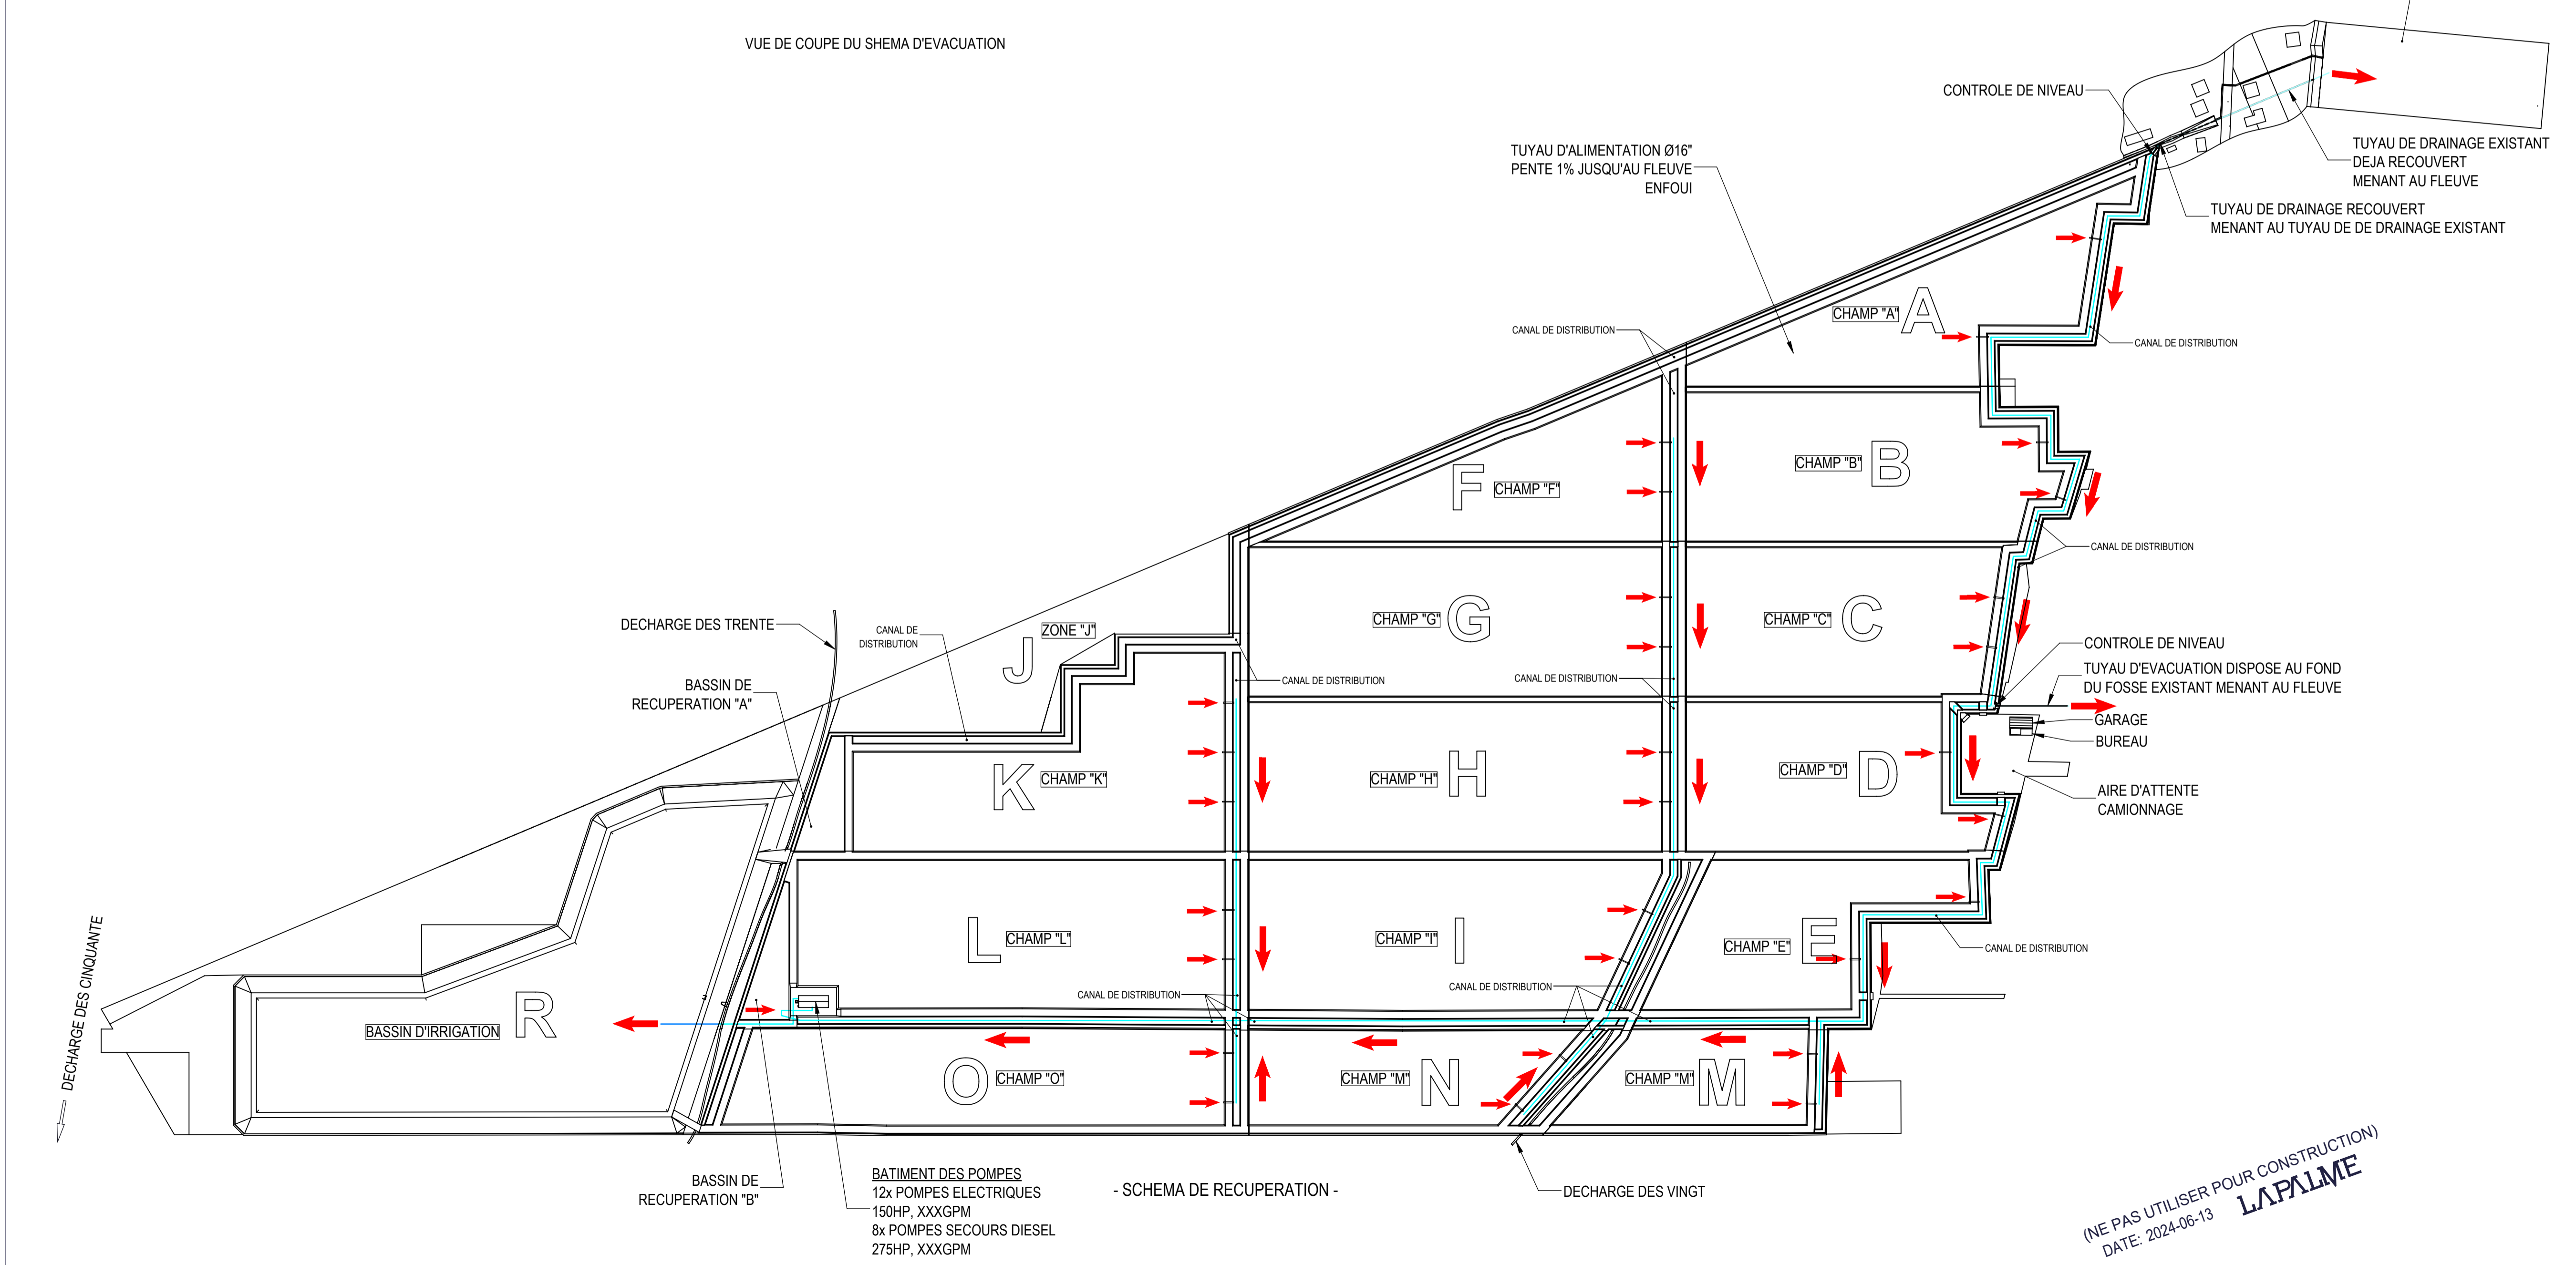 VUE DE COUPE DU SHEMA D'EVACUATION
CONTROLE DE NIVEAU
TUYAU DE DRAINAGE EXISTANT
DEJA RECOUVERT
MENANT AU FLEUVE
TUYAU D'ALIMENTATION Ø16"
PENTE 1% JUSQU'AU FLEUVE
ENFOUI
TUYAU DE DRAINAGE RECOUVERT
MENANT AU TUYAU DE DE DRAINAGE EXISTANT
CHAMP "A"
A
CANAL DE DISTRIBUTION
CANAL DE DISTRIBUTION
F
CHAMP "F"
CHAMP "B"
B
CANAL DE DISTRIBUTION
DECHARGE DES TRENTE
CANAL DE
DISTRIBUTION
J
ZONE "J"
CHAMP "G"
G
CHAMP "C"
C
CONTROLE DE NIVEAU
TUYAU D'EVACUATION DISPOSE AU FOND
DU FOSSE EXISTANT MENANT AU FLEUVE
BASSIN DE
RECUPERATION "A"
CANAL DE DISTRIBUTION
CANAL DE DISTRIBUTION
GARAGE
BUREAU
K
CHAMP "K"
CHAMP "H"
H
CHAMP "D"
D
AIRE D'ATTENTE
CAMIONNAGE
L
CHAMP "L"
CHAMP "I"
I
CHAMP "E"
E
CANAL DE DISTRIBUTION
DECHARGE DES CINQUANTE
CANAL DE DISTRIBUTION
CANAL DE DISTRIBUTION
BASSIN D'IRRIGATION
R
O
CHAMP "O"
CHAMP "M"
N
CHAMP "M"
M
BASSIN DE
RECUPERATION "B"
BATIMENT DES POMPES
12x POMPES ELECTRIQUES
150HP, XXXGPM
8x POMPES SECOURS DIESEL
275HP, XXXGPM
- SCHEMA DE RECUPERATION -
DECHARGE DES VINGT
(NE PAS UTILISER POUR CONSTRUCTION)
DATE: 2024-06-13
LAPALME